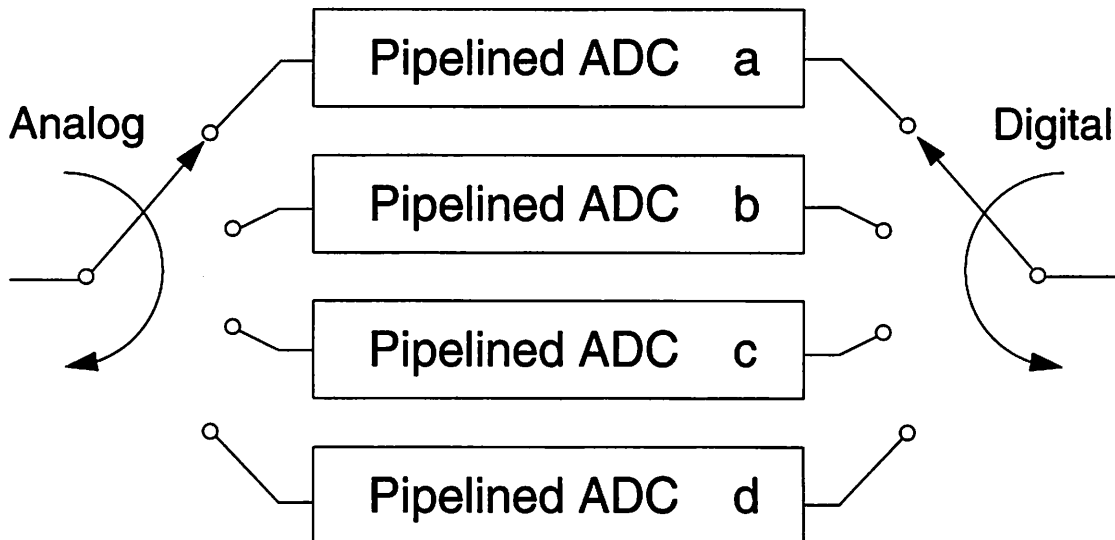 Pipelined ADC a
Analog
Digital
Pipelined ADC b
Pipelined ADC c
Pipelined ADC d